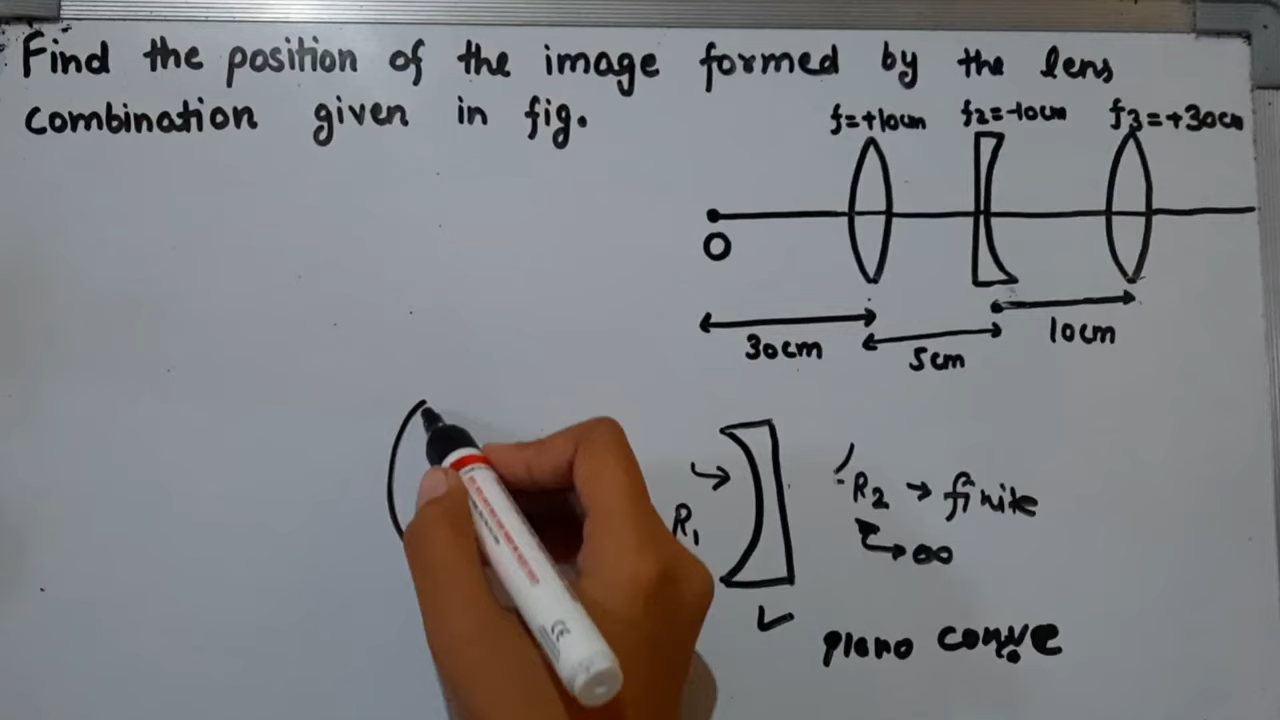 Find the position of the image formed by the lens
combination given in fig.
f=+10cm f2=-10cm f3=+30cm
O
30cm
5cm
10cm
R1
R2 → finite
∞
plano conve
CE